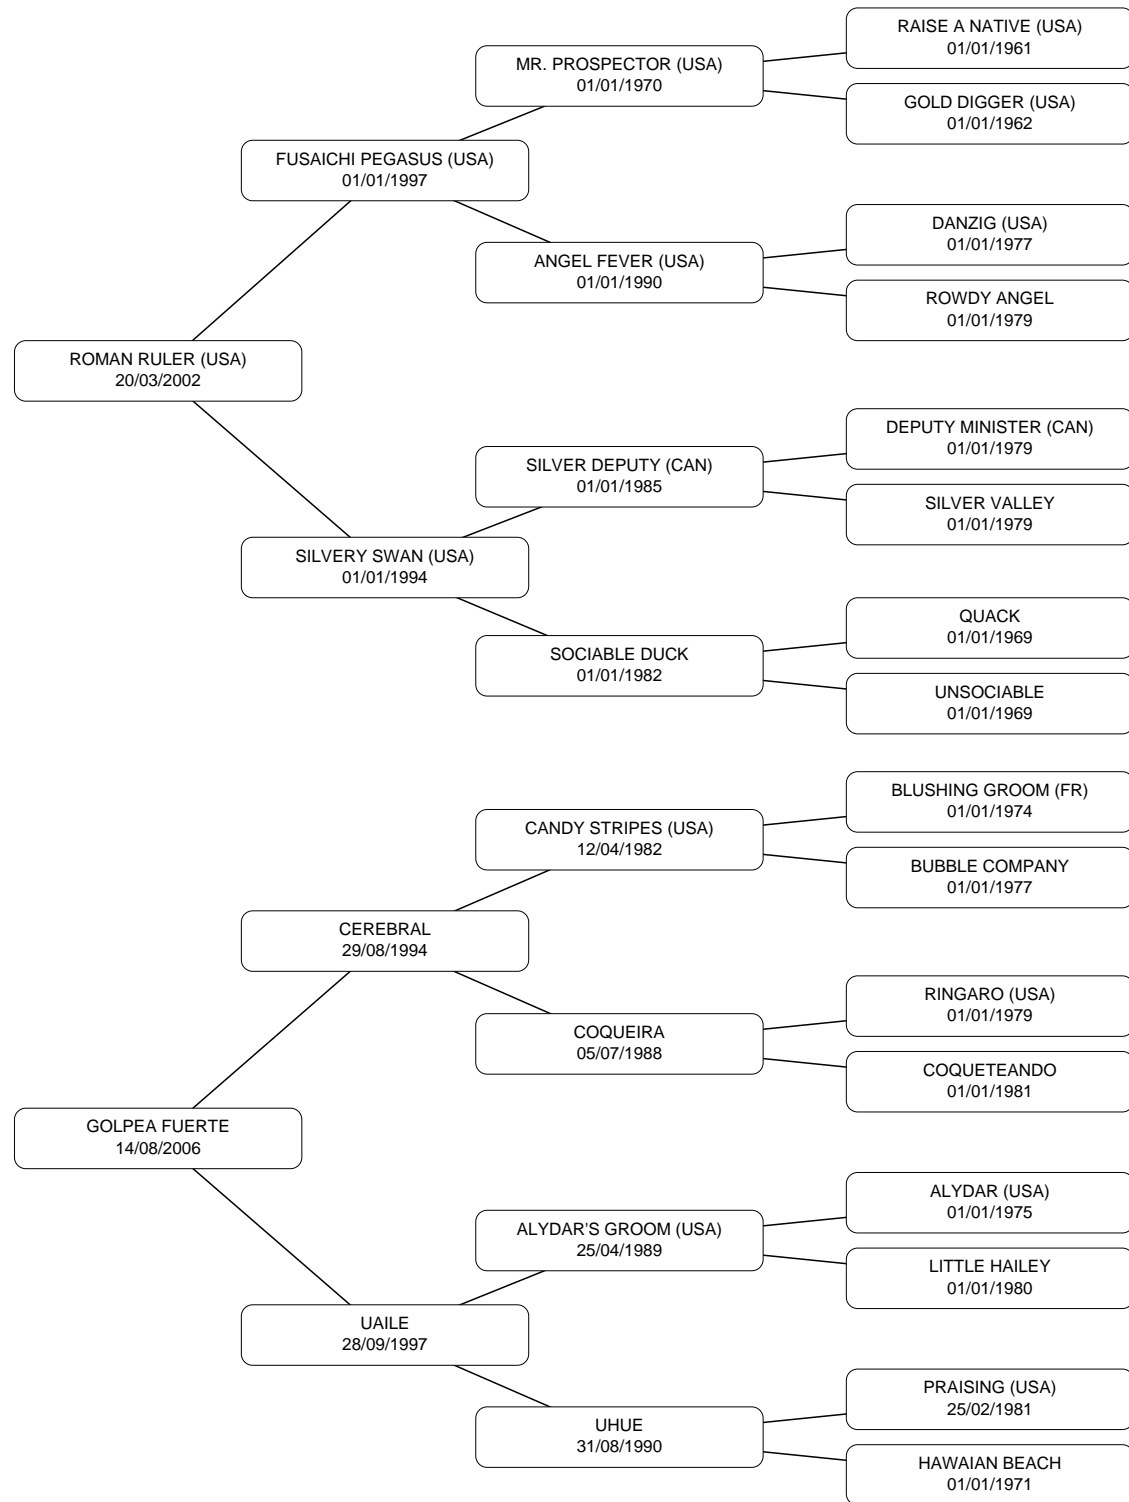 RAISE A NATIVE (USA)
01/01/1961
MR. PROSPECTOR (USA)
01/01/1970
GOLD DIGGER (USA)
01/01/1962
FUSAICHI PEGASUS (USA)
01/01/1997
DANZIG (USA)
01/01/1977
ANGEL FEVER (USA)
01/01/1990
ROWDY ANGEL
01/01/1979
ROMAN RULER (USA)
20/03/2002
DEPUTY MINISTER (CAN)
01/01/1979
SILVER DEPUTY (CAN)
01/01/1985
SILVER VALLEY
01/01/1979
SILVERY SWAN (USA)
01/01/1994
QUACK
01/01/1969
SOCIABLE DUCK
01/01/1982
UNSOCIABLE
01/01/1969
BLUSHING GROOM (FR)
01/01/1974
CANDY STRIPES (USA)
12/04/1982
BUBBLE COMPANY
01/01/1977
CEREBRAL
29/08/1994
RINGARO (USA)
01/01/1979
COQUEIRA
05/07/1988
COQUETEANDO
01/01/1981
GOLPEA FUERTE
14/08/2006
ALYDAR (USA)
01/01/1975
ALYDAR'S GROOM (USA)
25/04/1989
LITTLE HAILEY
01/01/1980
UAILE
28/09/1997
PRAISING (USA)
25/02/1981
UHUE
31/08/1990
HAWAIAN BEACH
01/01/1971